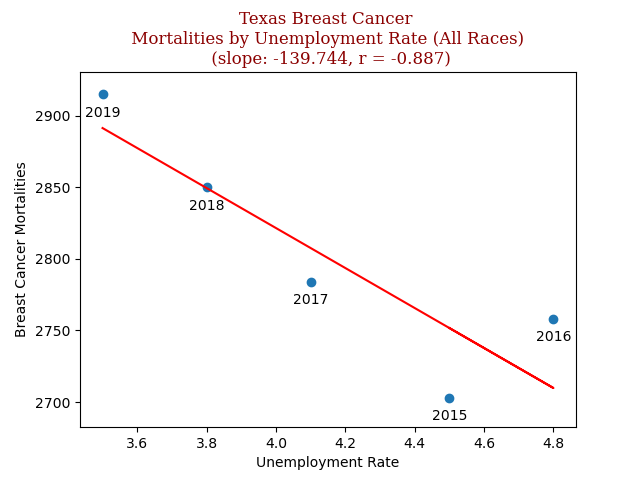 Texas Breast Cancer
Mortalities by Unemployment Rate (All Races)
(slope: -139.744, r = -0.887)
Breast Cancer Mortalities
2900
2850
2800
2750
2700
2019
2018
2017
2016
2015
3.6 3.8 4.0 4.2 4.4 4.6 4.8
Unemployment Rate